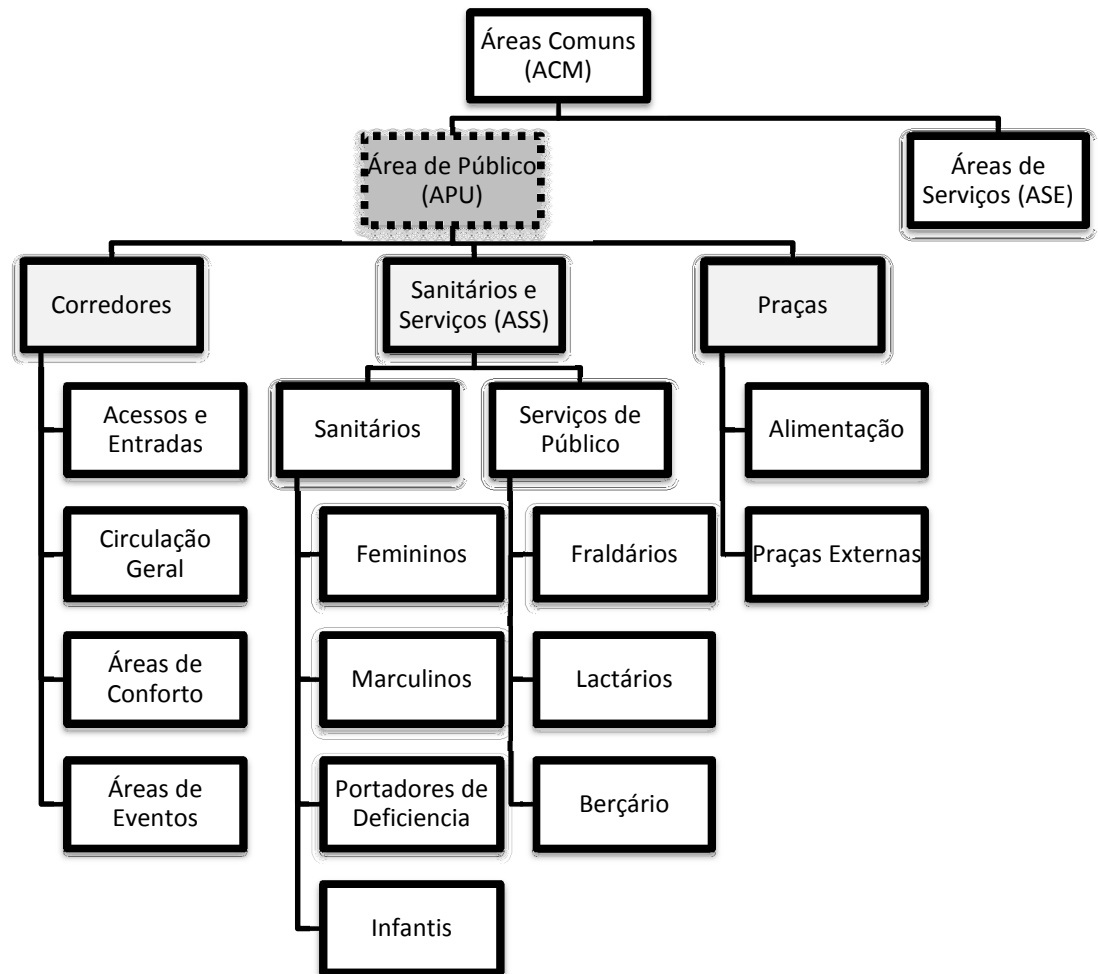 Áreas Comuns
(ACM)
Área de Público
(APU)
Áreas de
Serviços (ASE)
Corredores
Sanitários e
Serviços (ASS)
Praças
Acessos e
Entradas
Sanitários
Serviços de
Público
Alimentação
Circulação
Geral
Femininos
Fraldários
Praças Externas
Áreas de
Conforto
Marculinos
Lactários
Áreas de
Eventos
Portadores de
Deficiencia
Berçário
Infantis